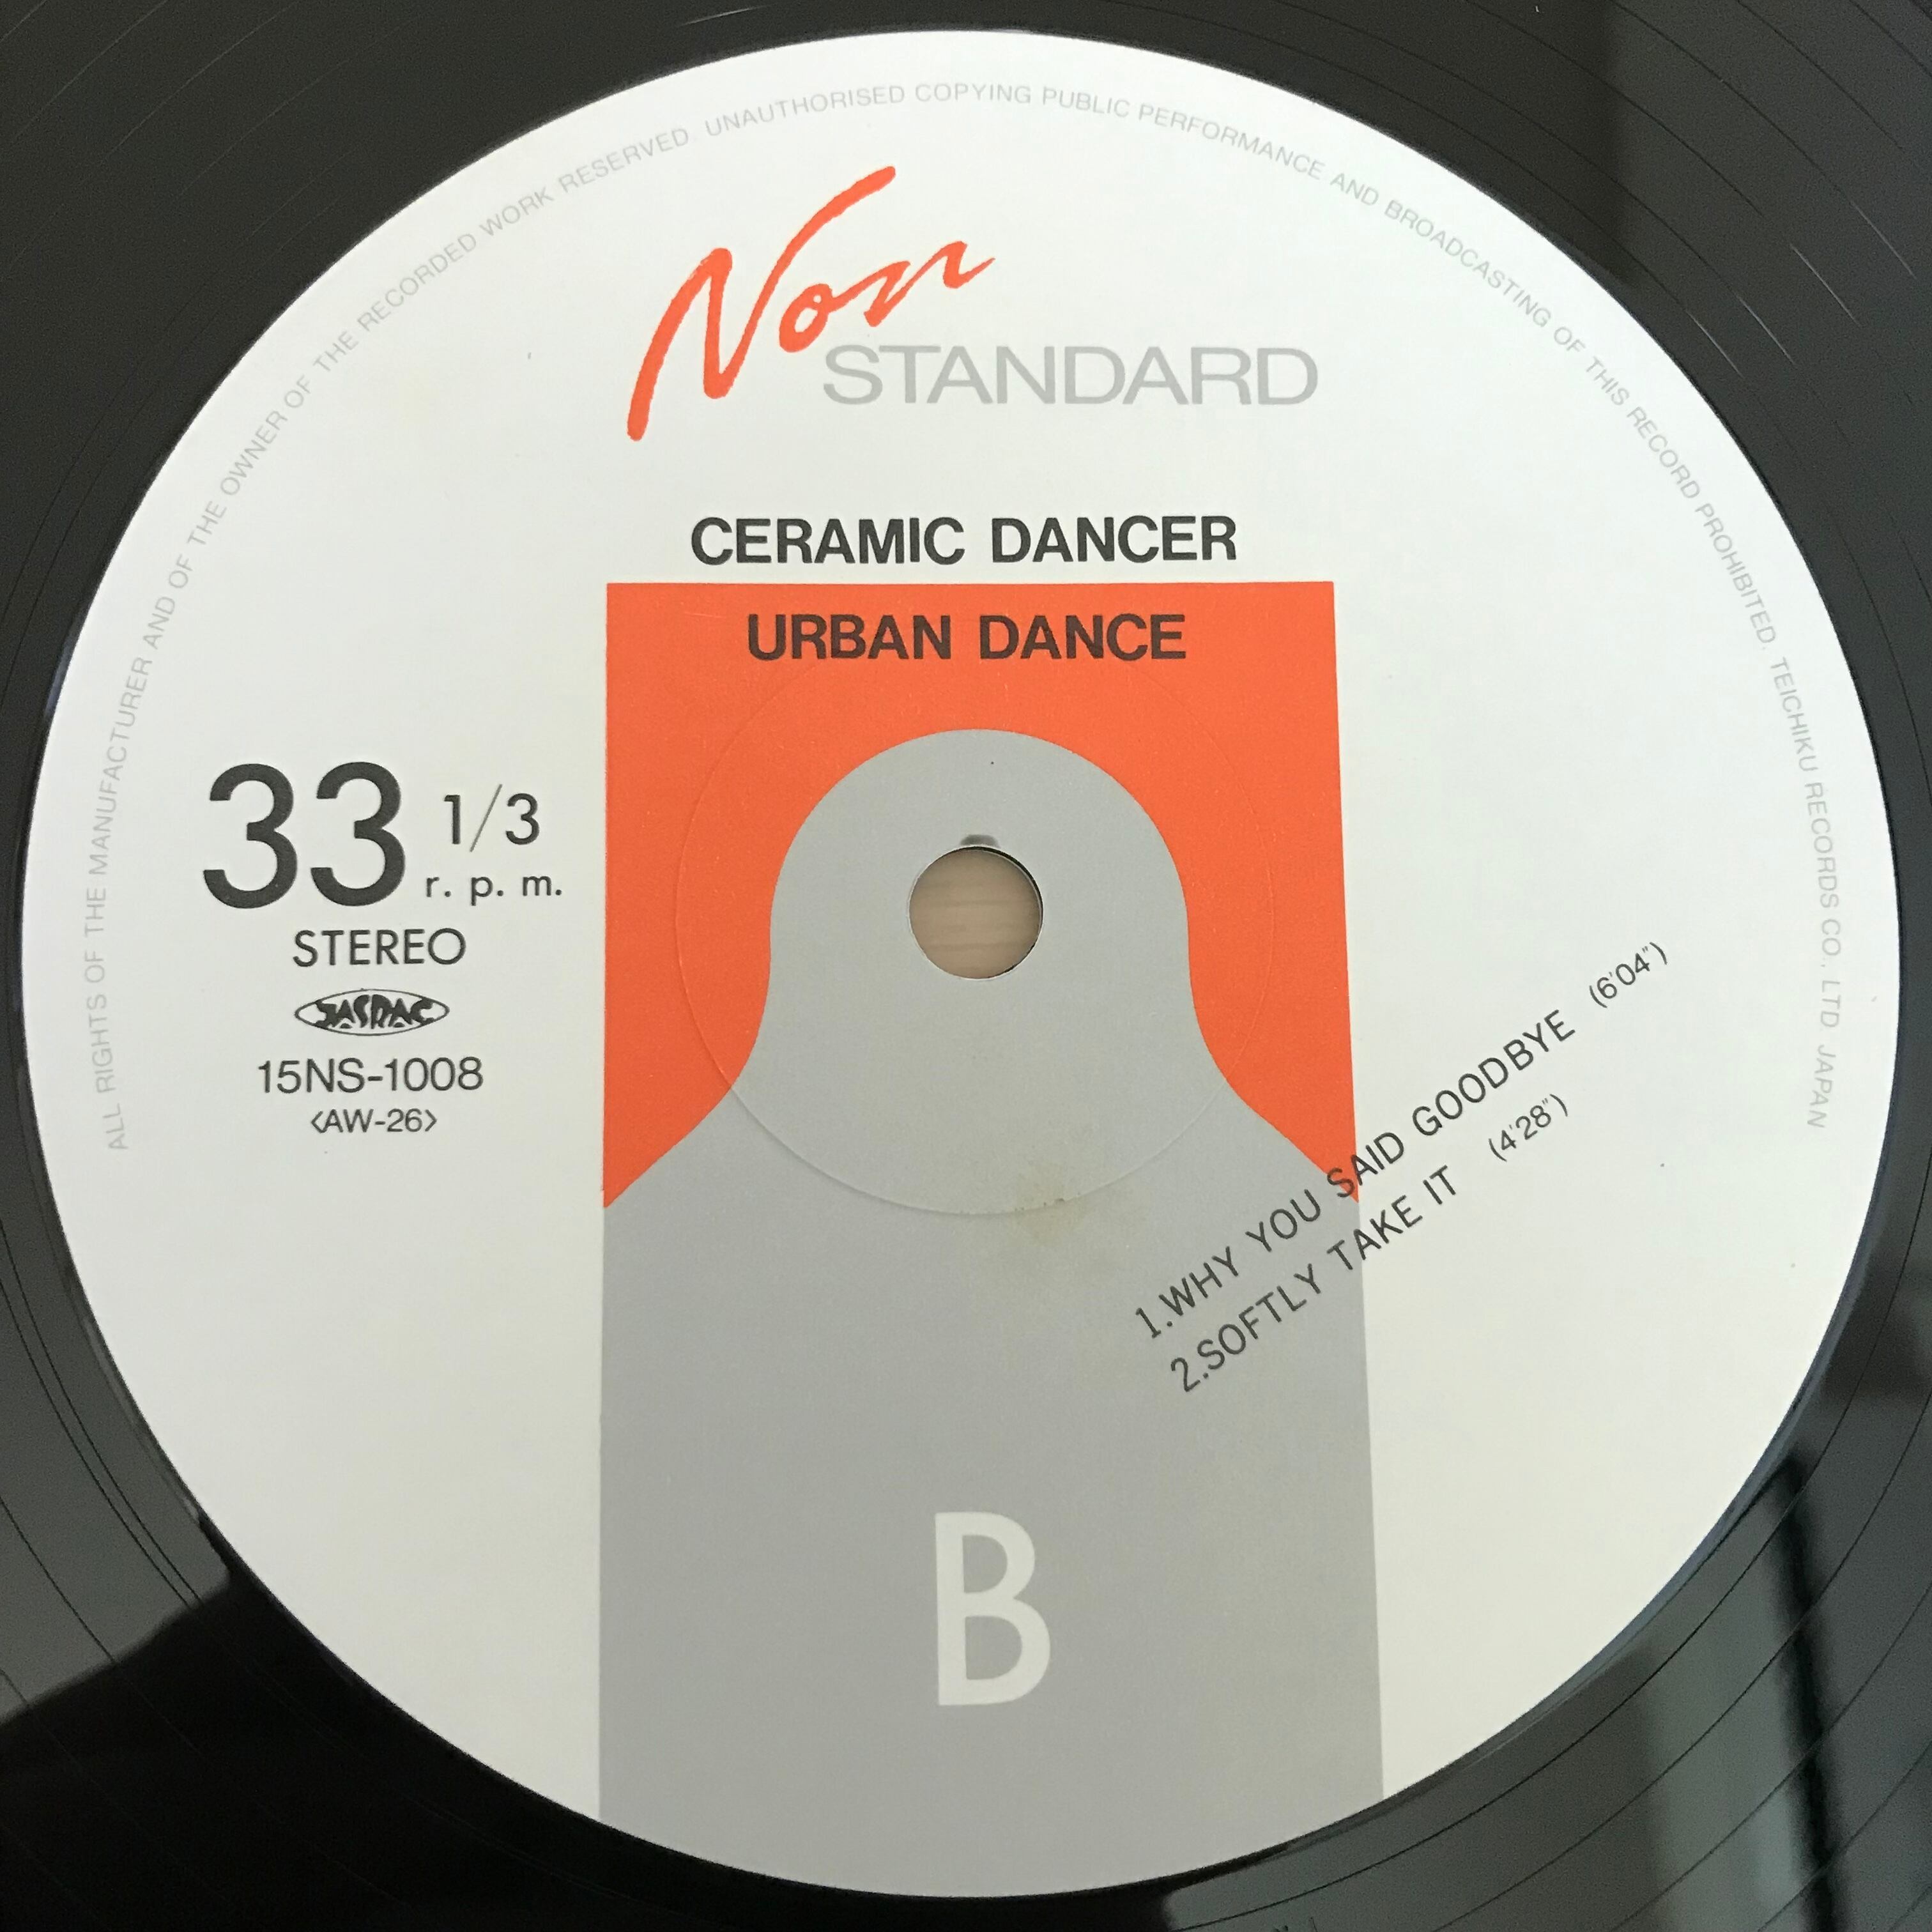 ALL RIGHTS OF THE MANUFACTURER AND OF THE OWNER OF THE RECORDED WORK RESERVED. UNAUTHORISED COPYING PUBLIC PERFORMANCE AND BROADCASTING OF THIS RECORD PROHIBITED. TEICHIKU RECORDS CO., LTD. JAPAN
Non
STANDARD
CERAMIC DANCER
URBAN DANCE
33 1/3
r. p. m.
STEREO
JASRAC
15NS-1008
<AW-26>
1.WHY YOU SAID GOODBYE (6'04")
2.SOFTLY TAKE IT (4'28")
B